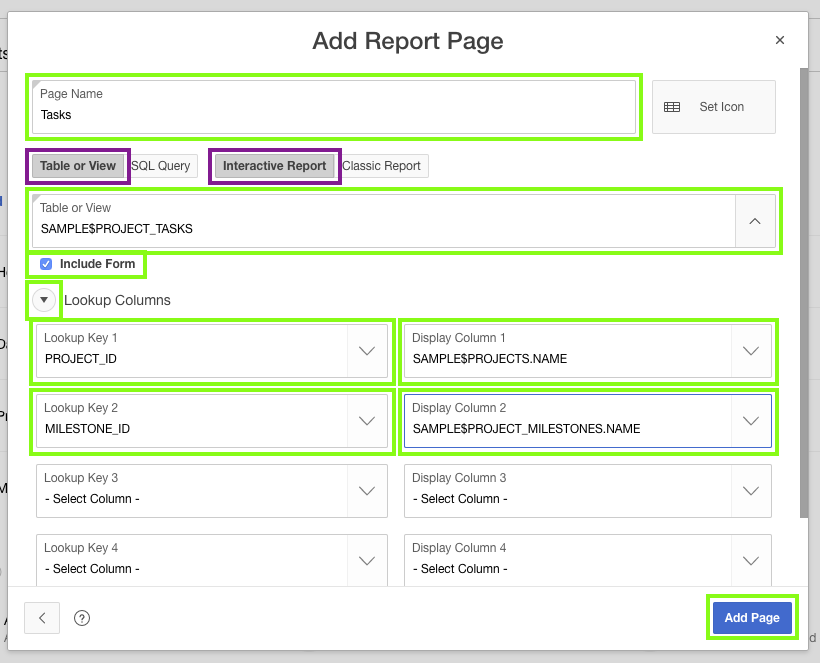 Add Report Page
Page Name
Tasks
Set Icon
Table or View SQL Query Interactive Report Classic Report
Table or View
SAMPLE$PROJECT_TASKS
Include Form
Lookup Columns
Lookup Key 1 Display Column 1
PROJECT_ID SAMPLE$PROJECTS.NAME
Lookup Key 2 Display Column 2
MILESTONE_ID SAMPLE$PROJECT_MILESTONES.NAME
Lookup Key 3 Display Column 3
- Select Column - - Select Column -
Lookup Key 4 Display Column 4
- Select Column - - Select Column -
Add Page